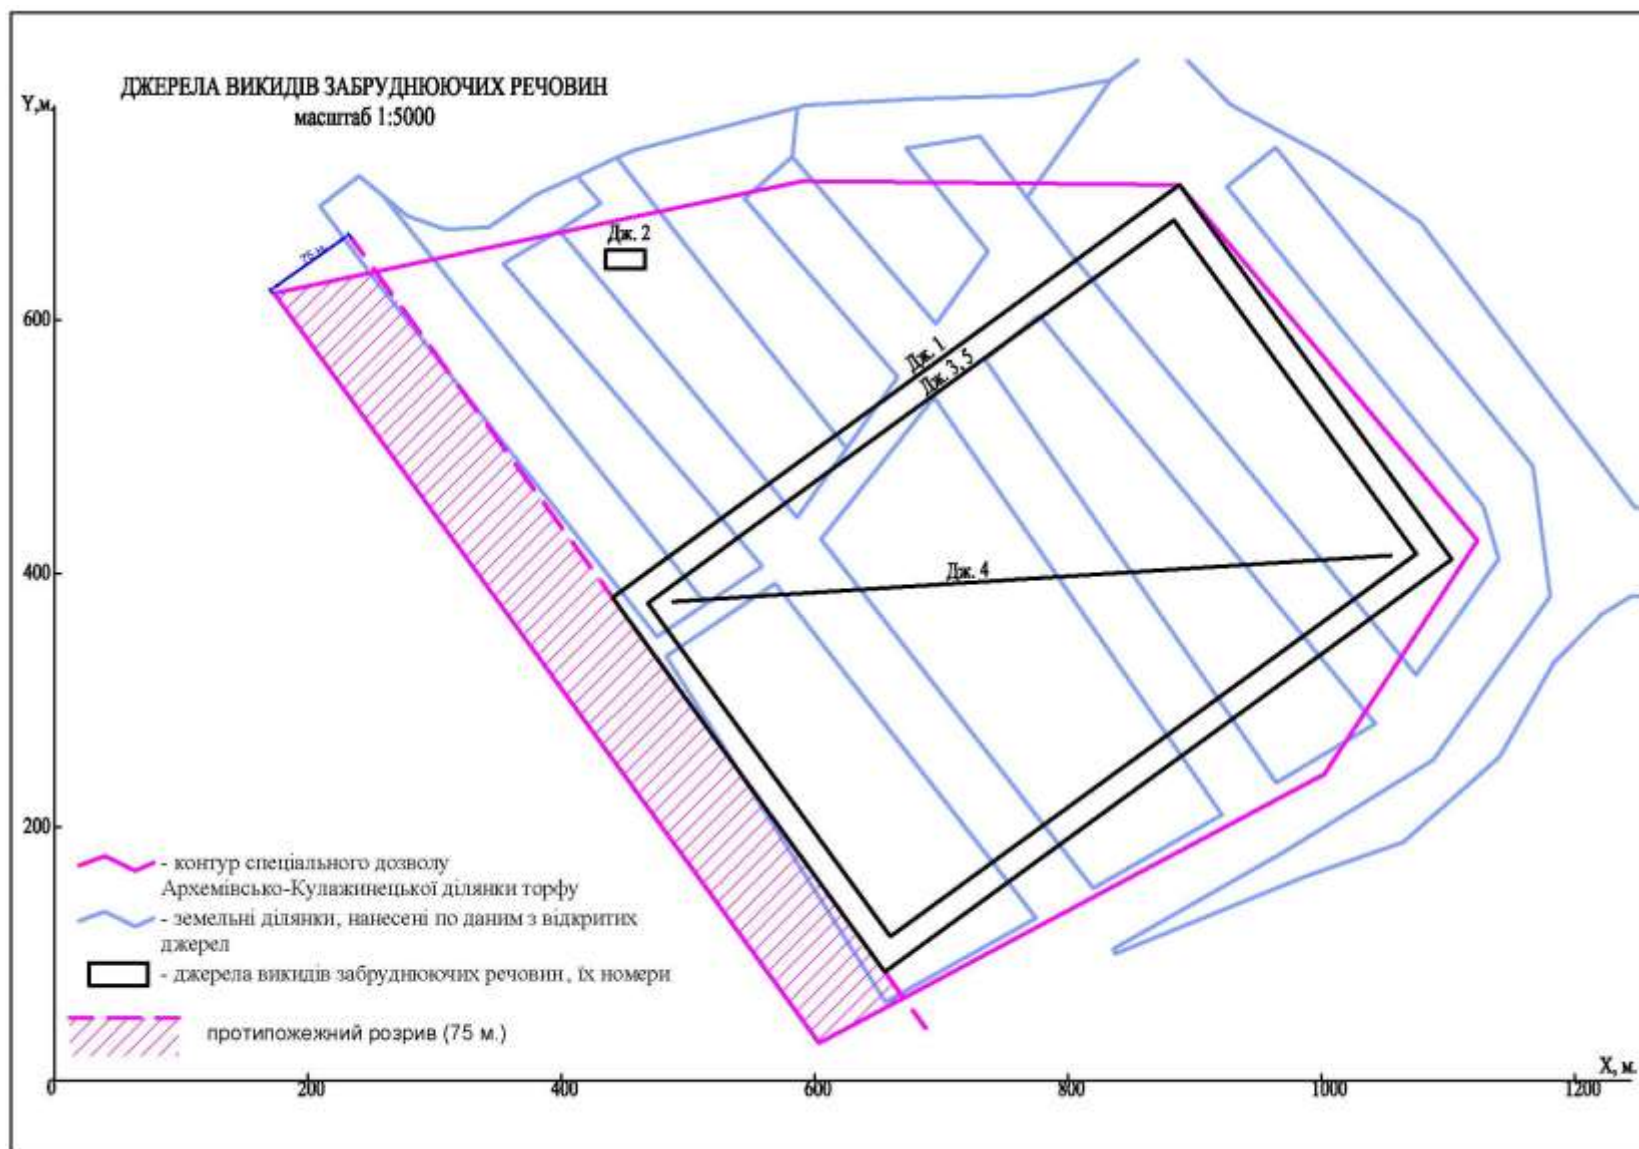 ДЖЕРЕЛА ВИКИДІВ ЗАБРУДНЮЮЧИХ РЕЧОВИН
масштаб 1:5000
Y,м.
75 м
Дж. 2
600
Дж. 1
Дж. 3, 5
400
Дж. 4
200
- контур спеціального дозволу
Архемівсько-Кулажинецької ділянки торфу
- земельні ділянки, нанесені по даним з відкритих
джерел
- джерела викидів забруднюючих речовин, їх номери
протипожежний розрив (75 м.)
X, м.
0 200 400 600 800 1000 1200